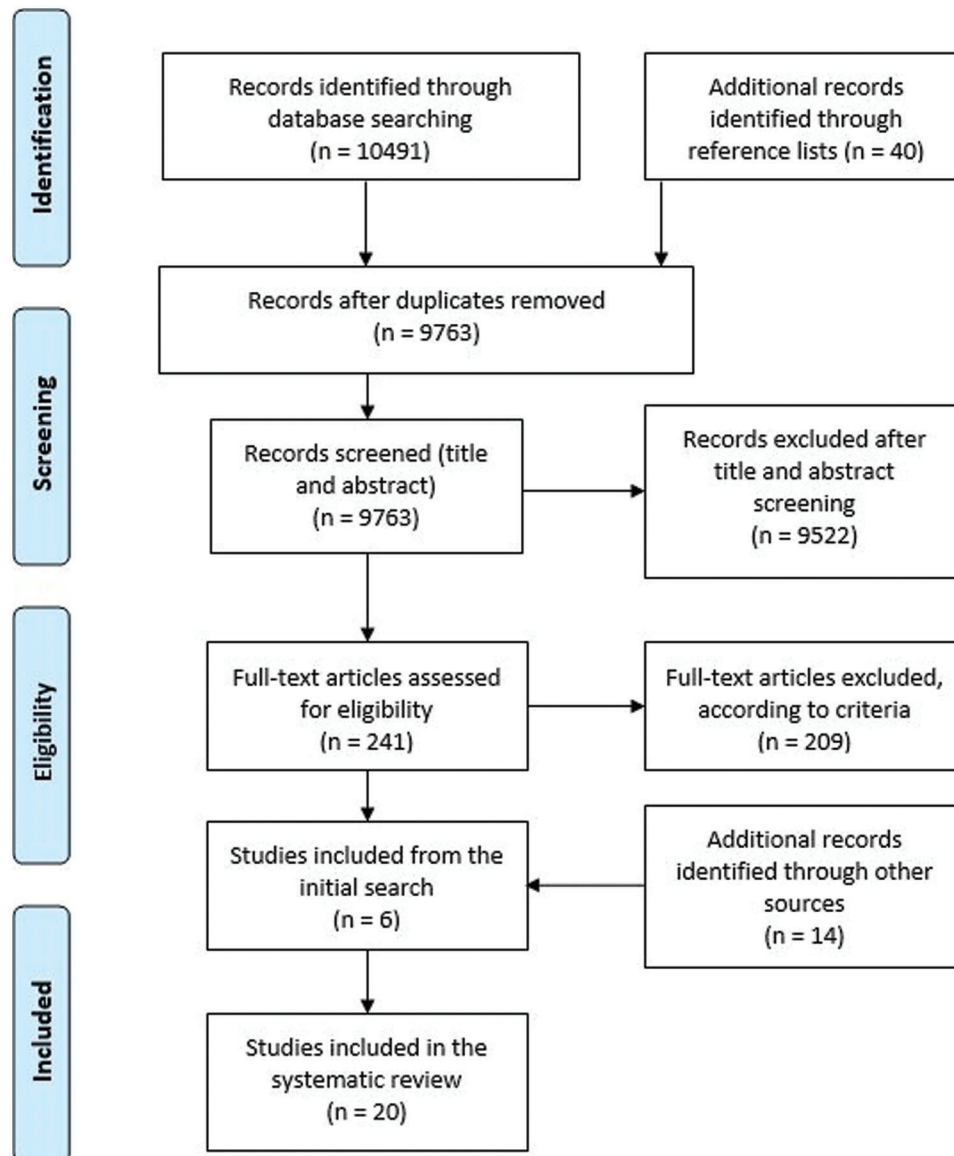 Identification
Records identified through
database searching
(n = 10491)
Additional records
identified through
reference lists (n = 40)
Records after duplicates removed
(n = 9763)
Screening
Records screened (title
and abstract)
(n = 9763)
Records excluded after
title and abstract
screening
(n = 9522)
Eligibility
Full-text articles assessed
for eligibility
(n = 241)
Full-text articles excluded,
according to criteria
(n = 209)
Studies included from the
initial search
(n = 6)
Additional records
identified through other
sources
(n = 14)
Included
Studies included in the
systematic review
(n = 20)